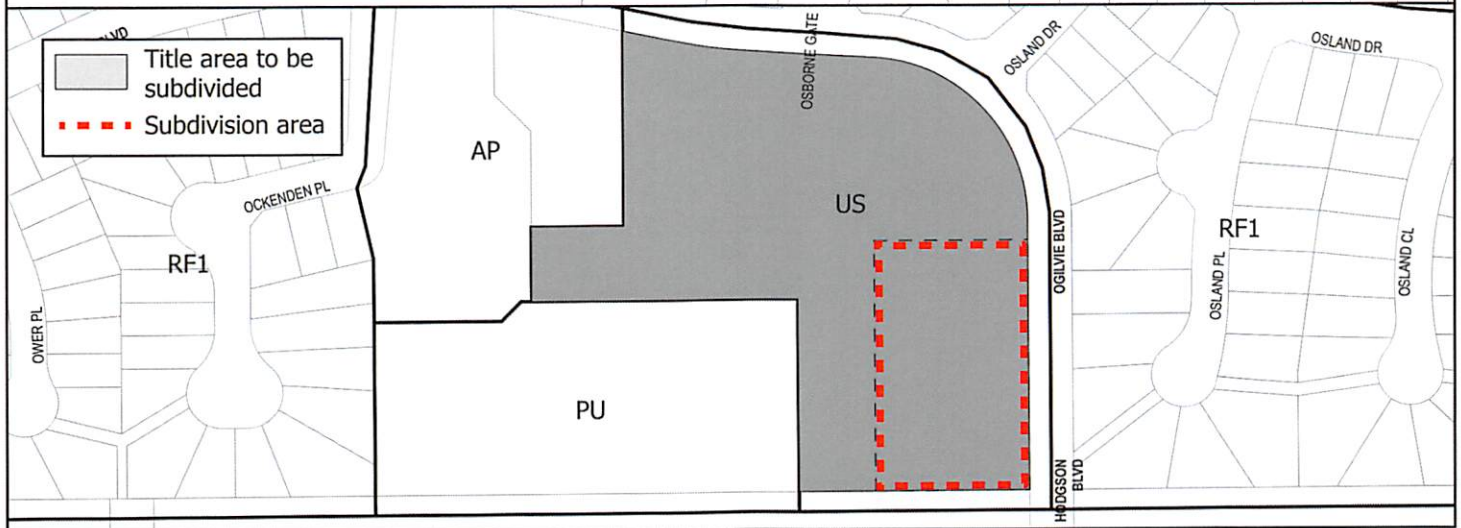 BLVD
Title area to be
subdivided
Subdivision area
AP
OCKENDEN PL
RF1
OWER PL
PU
US
OSBORNE GATE
OSLAND DR
OSLAND DR
OGILVIE BLVD
RF1
OSLAND PL
OSLAND CL
HODGSON
BLVD